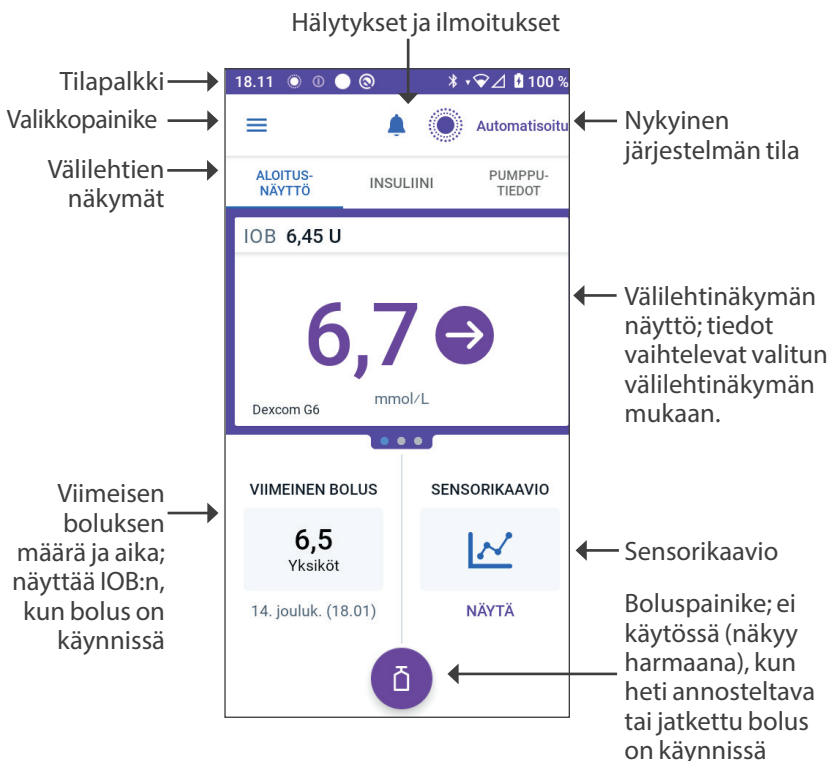 Hälytykset ja ilmoitukset
Tilapalkki
Valikkopainike
Välilehtien
näkymät
18.11
100 %
Automatisoitu
Nykyinen
järjestelmän tila
ALOITUS-
NÄYTTÖ
INSULIINI
PUMPPU-
TIEDOT
IOB 6,45 U
6,7
mmol/L
Dexcom G6
Välilehtinäkymän
näyttö; tiedot
vaihtelevat valitun
välilehtinäkymän
mukaan.
Viimeisen
boluksen
määrä ja aika;
näyttää IOB:n,
kun bolus on
käynnissä
VIIMEINEN BOLUS
6,5
Yksiköt
14. jouluk. (18.01)
SENSORIKAAVIO
NÄYTÄ
Sensorikaavio
Boluspainike; ei
käytössä (näkyy
harmaana), kun
heti annosteltava
tai jatkettu bolus
on käynnissä